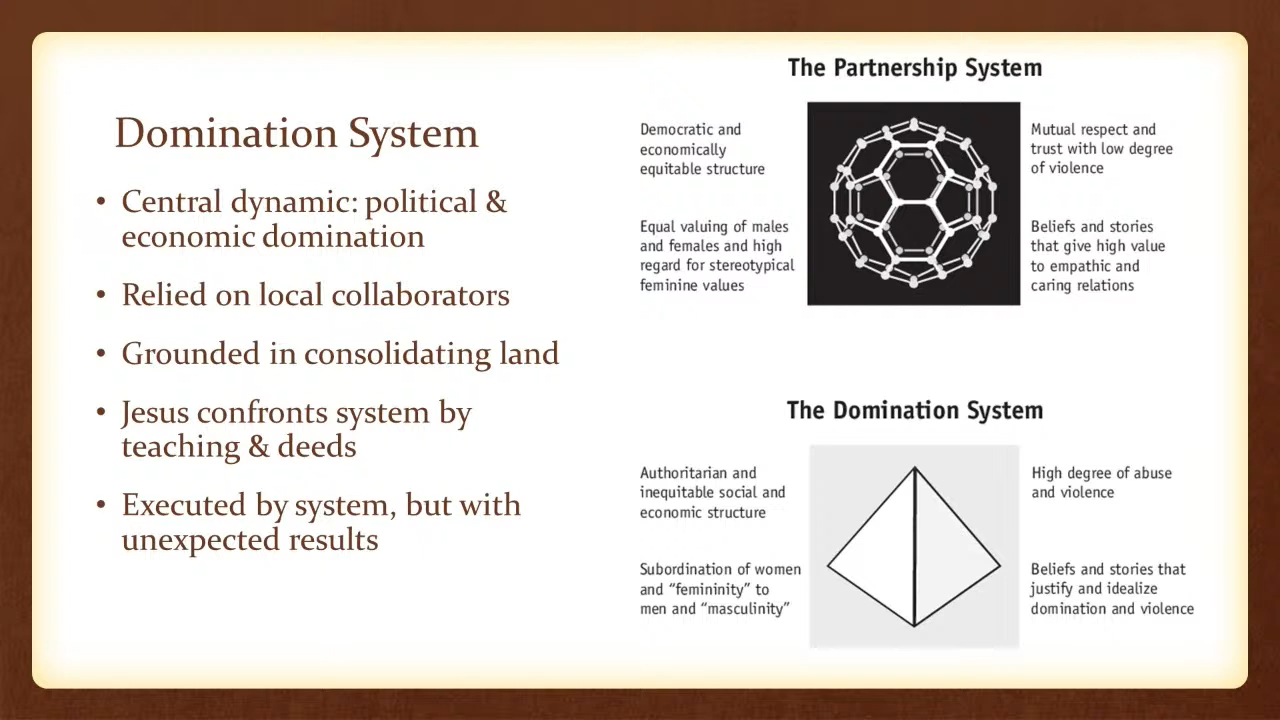 Domination System
• Central dynamic: political &
economic domination
• Relied on local collaborators
• Grounded in consolidating land
• Jesus confronts system by
teaching & deeds
• Executed by system, but with
unexpected results
The Partnership System
Democratic and
economically
equitable structure
Equal valuing of males
and females and high
regard for stereotypical
feminine values
Mutual respect and
trust with low degree
of violence
Beliefs and stories
that give high value
to empathic and
caring relations
The Domination System
Authoritarian and
inequitable social and
economic structure
Subordination of women
and “femininity” to
men and “masculinity”
High degree of abuse
and violence
Beliefs and stories that
justify and idealize
domination and violence